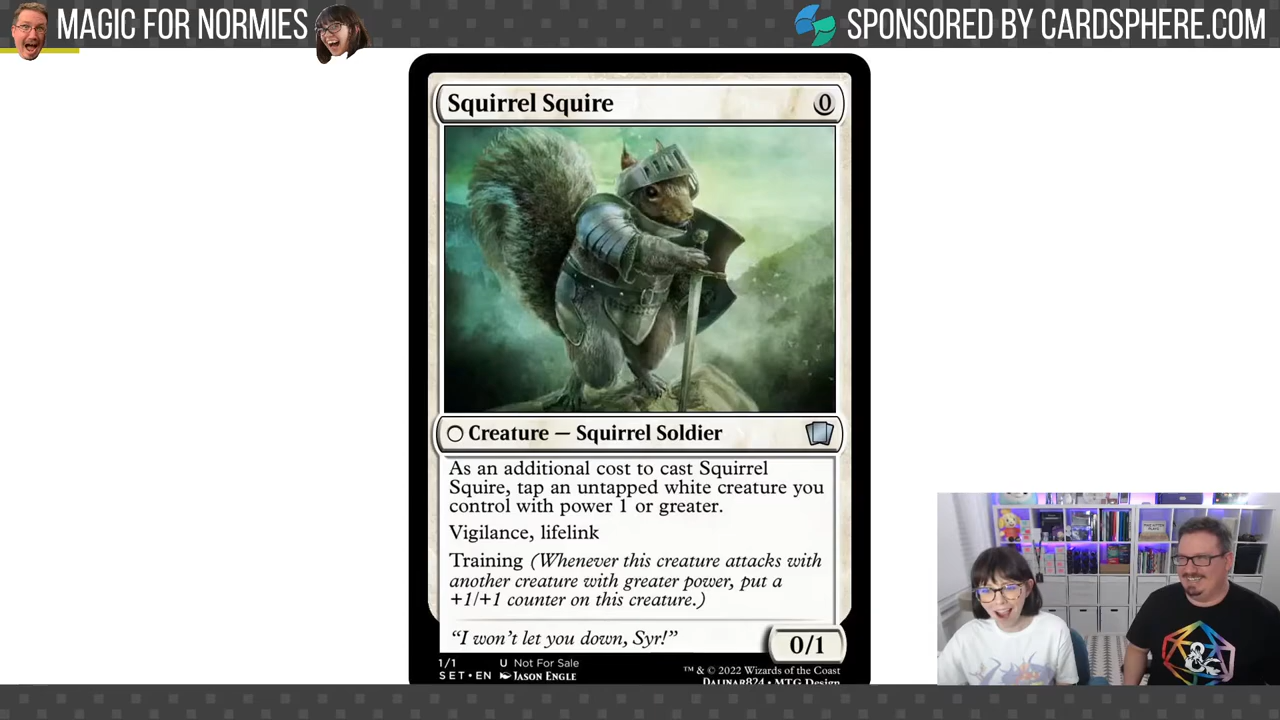 MAGIC FOR NORMIES
SPONSORED BY CARDSPHERE.COM
Squirrel Squire
0
Creature — Squirrel Soldier
As an additional cost to cast Squirrel
Squire, tap an untapped white creature you
control with power 1 or greater.
Vigilance, lifelink
Training (Whenever this creature attacks with
another creature with greater power, put a
+1/+1 counter on this creature.)
“I won’t let you down, Syr!”
0/1
1/1 U Not For Sale
SET • EN JASON ENGLE
™ & © 2022 Wizards of the Coast
DALINAR824 • MTG Design